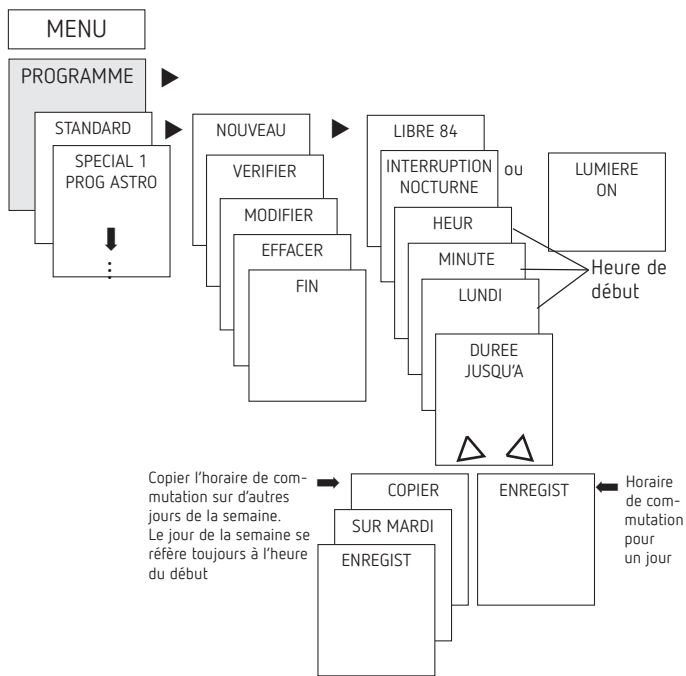 MENU
PROGRAMME
STANDARD
SPECIAL 1
PROG ASTRO
NOUVEAU
VERIFIER
MODIFIER
EFFACER
FIN
LIBRE 84
INTERRUPTION
NOCTURNE
ou
LUMIERE
ON
HEUR
MINUTE
LUNDI
Heure de
début
DUREE
JUSQU'A
Copier l'horaire de com-
mutation sur d'autres
jours de la semaine.
Le jour de la semaine se
réfère toujours à l'heure
du début
COPIER
SUR MARDI
ENREGIST
ENREGIST
Horaire
de com-
mutation
pour
un jour